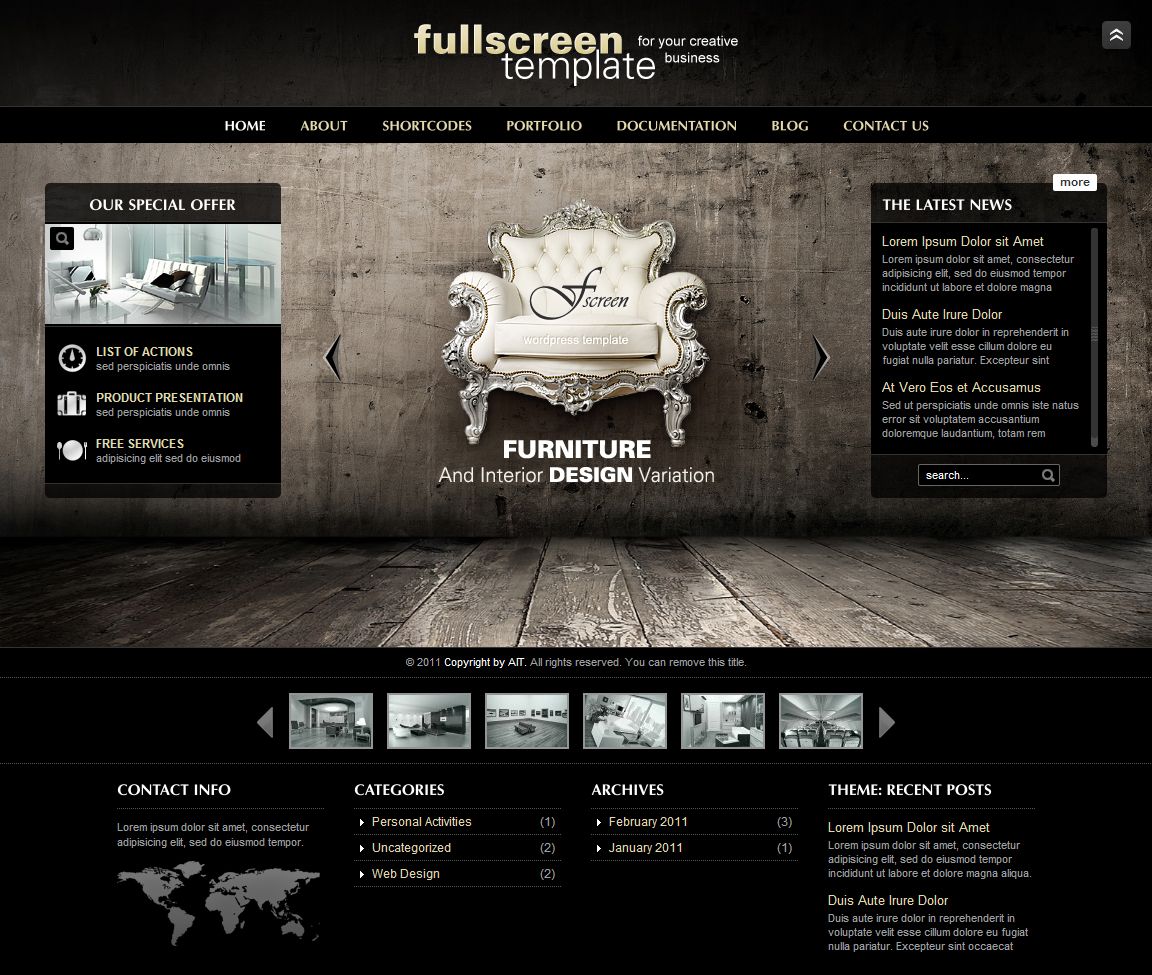 fullscreen
for your creative
business
template
HOME
ABOUT
SHORTCODES
PORTFOLIO
DOCUMENTATION
BLOG
CONTACT US
OUR SPECIAL OFFER
LIST OF ACTIONS
sed perspiciatis unde omnis
PRODUCT PRESENTATION
sed perspiciatis unde omnis
FREE SERVICES
adipisicing elit sed do eiusmod
Fscreen
wordpress template
FURNITURE
And Interior DESIGN Variation
more
THE LATEST NEWS
Lorem Ipsum Dolor sit Amet
Lorem ipsum dolor sit amet, consectetur
adipisicing elit, sed do eiusmod tempor
incididunt ut labore et dolore magna
Duis Aute Irure Dolor
Duis aute irure dolor in reprehenderit in
voluptate velit esse cillum dolore eu
fugiat nulla pariatur. Excepteur sint
At Vero Eos et Accusamus
Sed ut perspiciatis unde omnis iste natus
error sit voluptatem accusantium
doloremque laudantium, totam rem
search...
© 2011 Copyright by AIT. All rights reserved. You can remove this title.
CONTACT INFO
Lorem ipsum dolor sit amet, consectetur
adipisicing elit, sed do eiusmod tempor.
CATEGORIES
Personal Activities (1)
Uncategorized (2)
Web Design (2)
ARCHIVES
February 2011 (3)
January 2011 (1)
THEME: RECENT POSTS
Lorem Ipsum Dolor sit Amet
Lorem ipsum dolor sit amet, consectetur
adipisicing elit, sed do eiusmod tempor
incididunt ut labore et dolore magna aliqua.
Duis Aute Irure Dolor
Duis aute irure dolor in reprehenderit in
voluptate velit esse cillum dolore eu fugiat
nulla pariatur. Excepteur sint occaecat